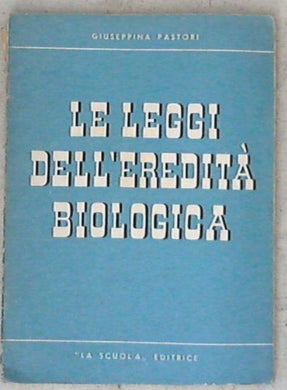 GIUSEPPINA PASTORI
LE LEGGI
DELL'EREDITÀ
BIOLOGICA
"LA SCUOLA„ EDITRICE